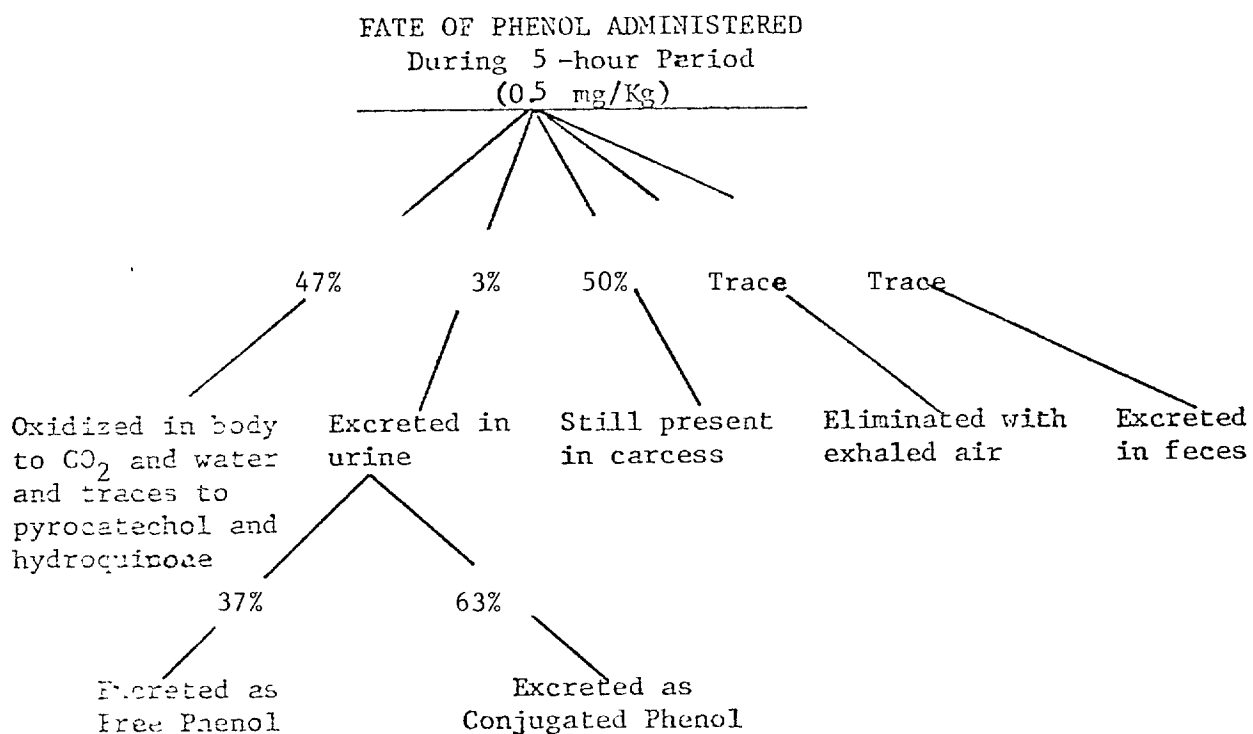 FATE OF PHENOL ADMINISTERED
During 5-hour Period
(0.5 mg/Kg)
47% 3% 50% Trace Trace
Oxidized in body
to CO2 and water
and traces to
pyrocatechol and
hydroquinone
Excreted in
urine
Still present
in carcess
Eliminated with
exhaled air
Excreted
in feces
37% 63%
Excreted as
Free Phenol
Excreted as
Conjugated Phenol